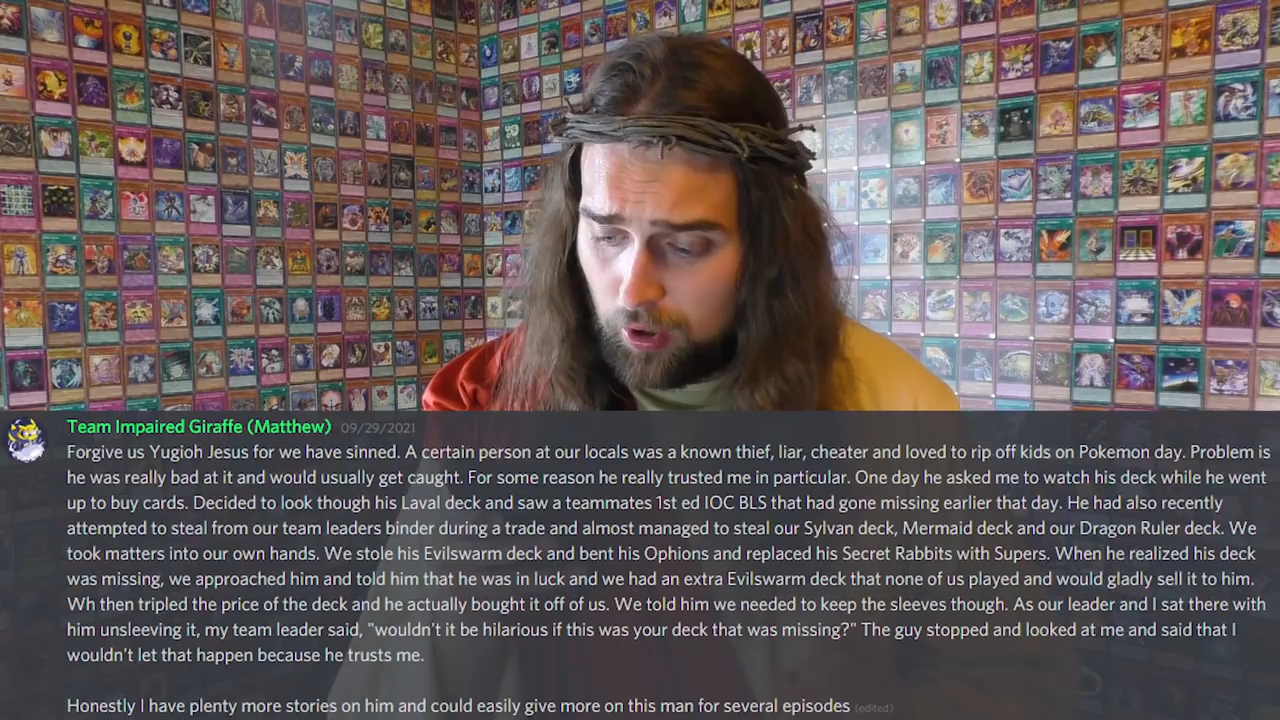 Team Impaired Giraffe (Matthew) 09/29/2021
Forgive us Yugioh Jesus for we have sinned. A certain person at our locals was a known thief, liar, cheater and loved to rip off kids on Pokemon day. Problem is
he was really bad at it and would usually get caught. For some reason he really trusted me in particular. One day he asked me to watch his deck while he went
up to buy cards. Decided to look though his Laval deck and saw a teammates 1st ed IOC BLS that had gone missing earlier that day. He had also recently
attempted to steal from our team leaders binder during a trade and almost managed to steal our Sylvan deck, Mermaid deck and our Dragon Ruler deck. We
took matters into our own hands. We stole his Evilswarm deck and bent his Ophions and replaced his Secret Rabbits with Supers. When he realized his deck
was missing, we approached him and told him that he was in luck and we had an extra Evilswarm deck that none of us played and would gladly sell it to him.
Wh then tripled the price of the deck and he actually bought it off of us. We told him we needed to keep the sleeves though. As our leader and I sat there with
him unsleeving it, my team leader said, "wouldn't it be hilarious if this was your deck that was missing?" The guy stopped and looked at me and said that I
wouldn't let that happen because he trusts me.
Honestly I have plenty more stories on him and could easily give more on this man for several episodes (edited)